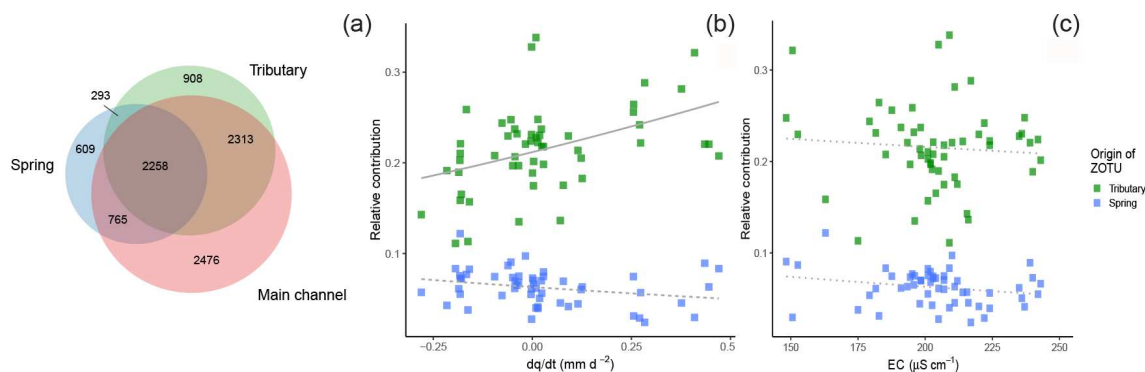 (a)
Tributary
908
293
2313
609
Spring
2258
765
2476
Main channel
(b)
Relative contribution
0.3
0.2
0.1
−0.25
0.00
0.25
0.5
dq/dt (mm d⁻²)
(c)
Relative contribution
0.3
0.2
0.1
150
175
200
225
250
EC (µS cm⁻¹)
Origin of
ZOTU
Tributary
Spring